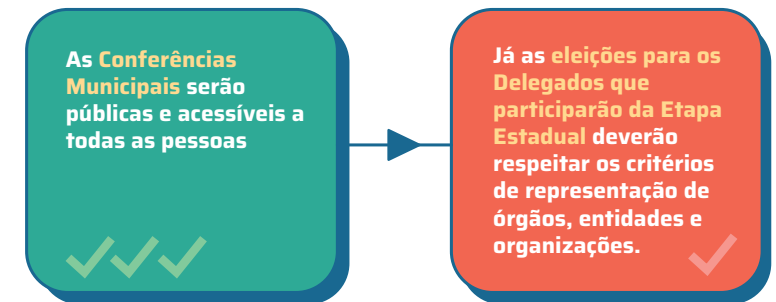 As Conferências
Municipais serão
públicas e acessíveis a
todas as pessoas
Já as eleições para os
Delegados que
participarão da Etapa
Estadual deverão
respeitar os critérios
de representação de
órgãos, entidades e
organizações.